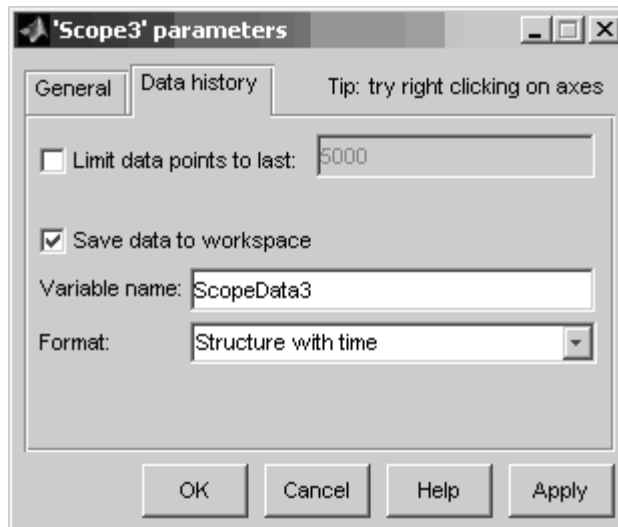 'Scope3' parameters
General Data history Tip: try right clicking on axes
Limit data points to last: 5000
Save data to workspace
Variable name: ScopeData3
Format: Structure with time
OK Cancel Help Apply